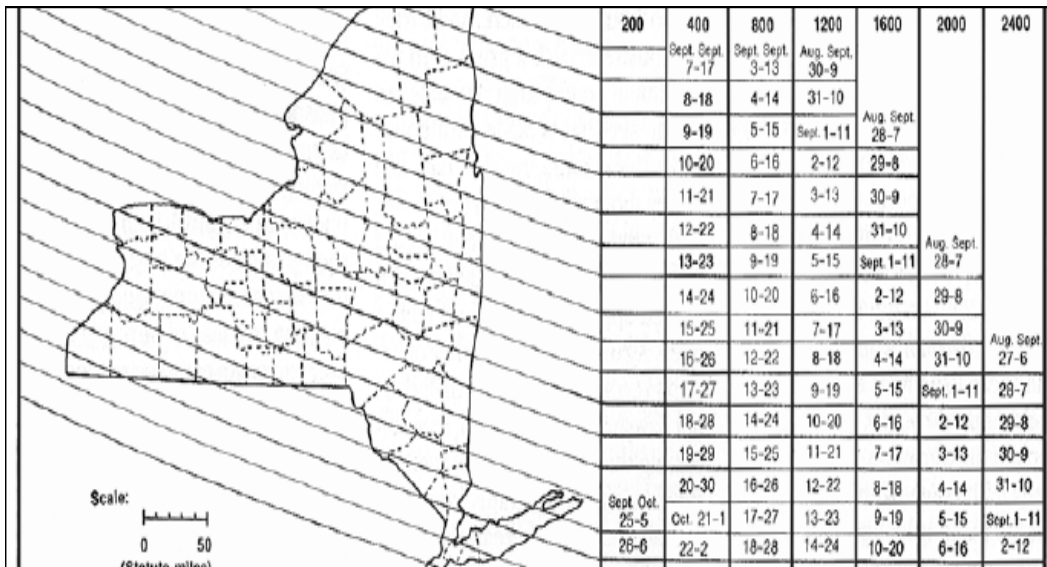 200 400 800 1200 1600 2000 2400
Sept. Sept. Sept. Sept. Aug. Sept.
7-17 3-13 30-9
8-18 4-14 31-10
Aug. Sept.
9-19 5-15 Sept. 1-11 28-7
10-20 6-16 2-12 29-8
11-21 7-17 3-13 30-9
12-22 8-18 4-14 31-10
Aug. Sept.
13-23 9-19 5-15 Sept. 1-11 28-7
14-24 10-20 6-16 2-12 29-8
15-25 11-21 7-17 3-13 30-9
Aug. Sept.
16-26 12-22 8-18 4-14 31-10 27-6
17-27 13-23 9-19 5-15 Sept. 1-11 28-7
18-28 14-24 10-20 6-16 2-12 29-8
19-29 15-25 11-21 7-17 3-13 30-9
20-30 16-26 12-22 8-18 4-14 31-10
Sept. Oct.
25-5 Oct. 21-1 17-27 13-23 9-19 5-15 Sept. 1-11
26-6 22-2 18-28 14-24 10-20 6-16 2-12
Scale:
0 50
(Statute miles)